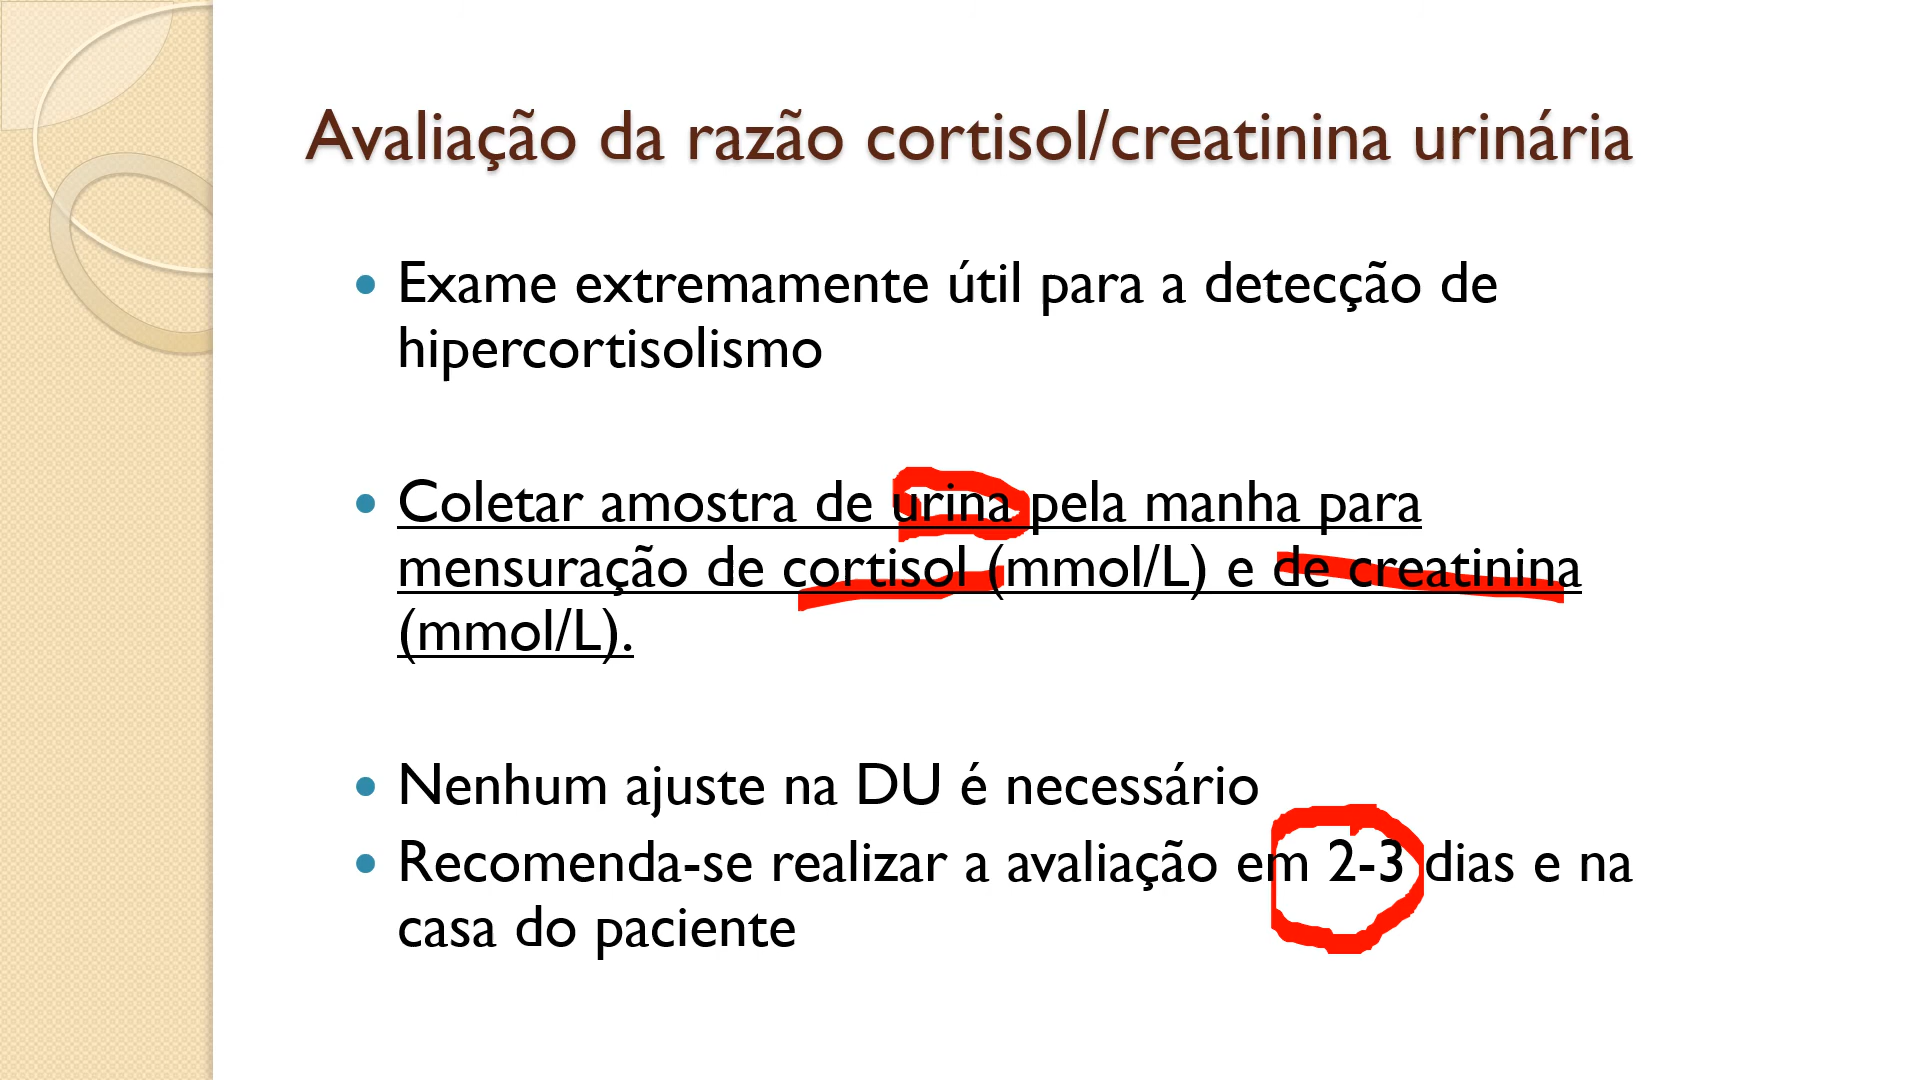 Avaliação da razão cortisol/creatinina urinária
• Exame extremamente útil para a detecção de
hipercortisolismo
• Coletar amostra de urina pela manha para
mensuração de cortisol (mmol/L) e de creatinina
(mmol/L).
• Nenhum ajuste na DU é necessário
• Recomenda-se realizar a avaliação em 2-3 dias e na
casa do paciente